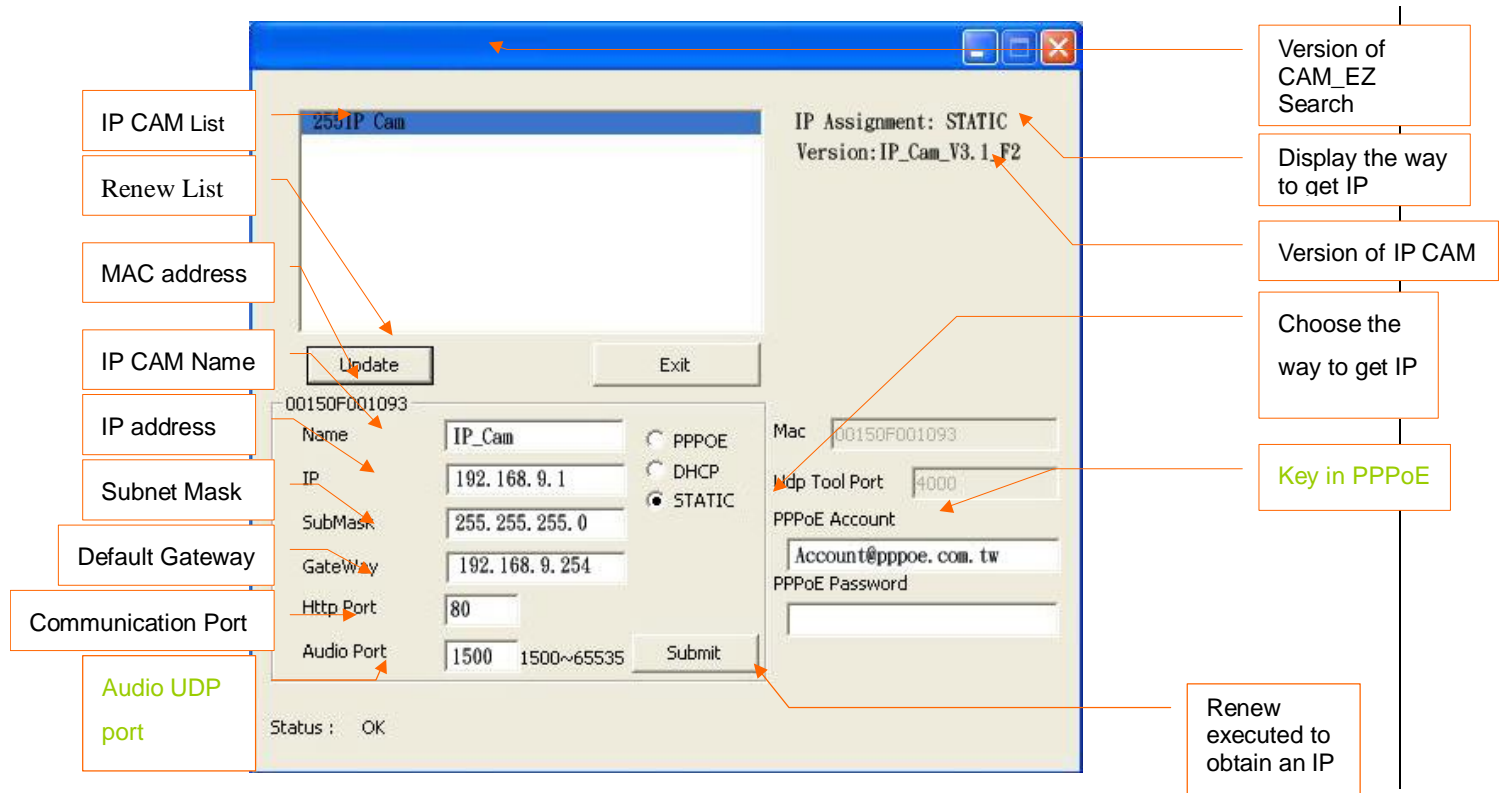 IP CAM List
Renew List
MAC address
IP CAM Name
IP address
Subnet Mask
Default Gateway
Communication Port
Audio UDP
port
255IP Cam
IP Assignment: STATIC
Version:IP_Cam_V3.1_F2
Update
Exit
00150F001093
Name
IP_Cam
IP
192.168.9.1
SubMask
255.255.255.0
GateWay
192.168.9.254
Http Port
80
Audio Port
1500
1500~65535
PPPOE
DHCP
STATIC
Submit
Mac
00150F001093
Udp Tool Port
4000
PPPoE Account
Account@pppoe.com.tw
PPPoE Password
Status : OK
Version of
CAM_EZ
Search
Display the way
to get IP
Version of IP CAM
Choose the
way to get IP
Key in PPPoE
Renew
executed to
obtain an IP